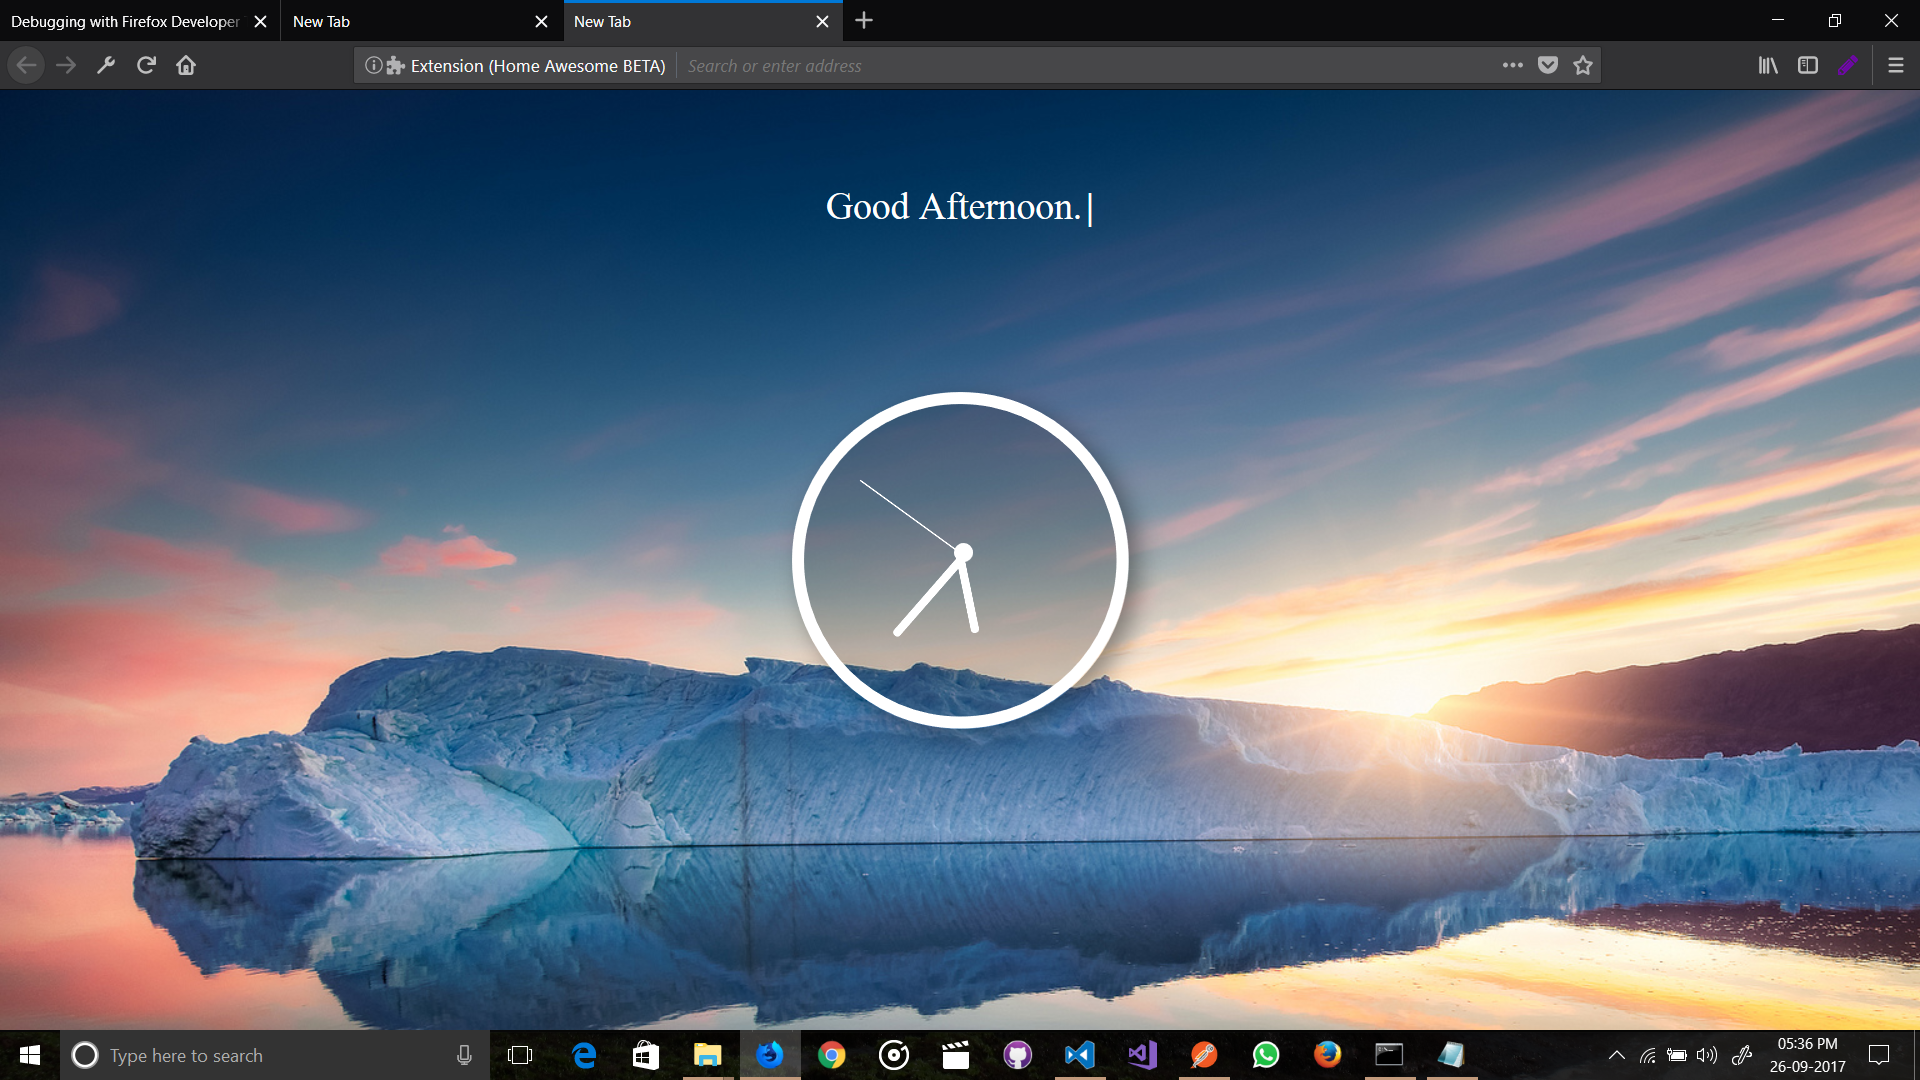 Debugging with Firefox Developer
New Tab
New Tab
Extension (Home Awesome BETA)
Search or enter address
Good Afternoon.|
Type here to search
05:36 PM
26-09-2017